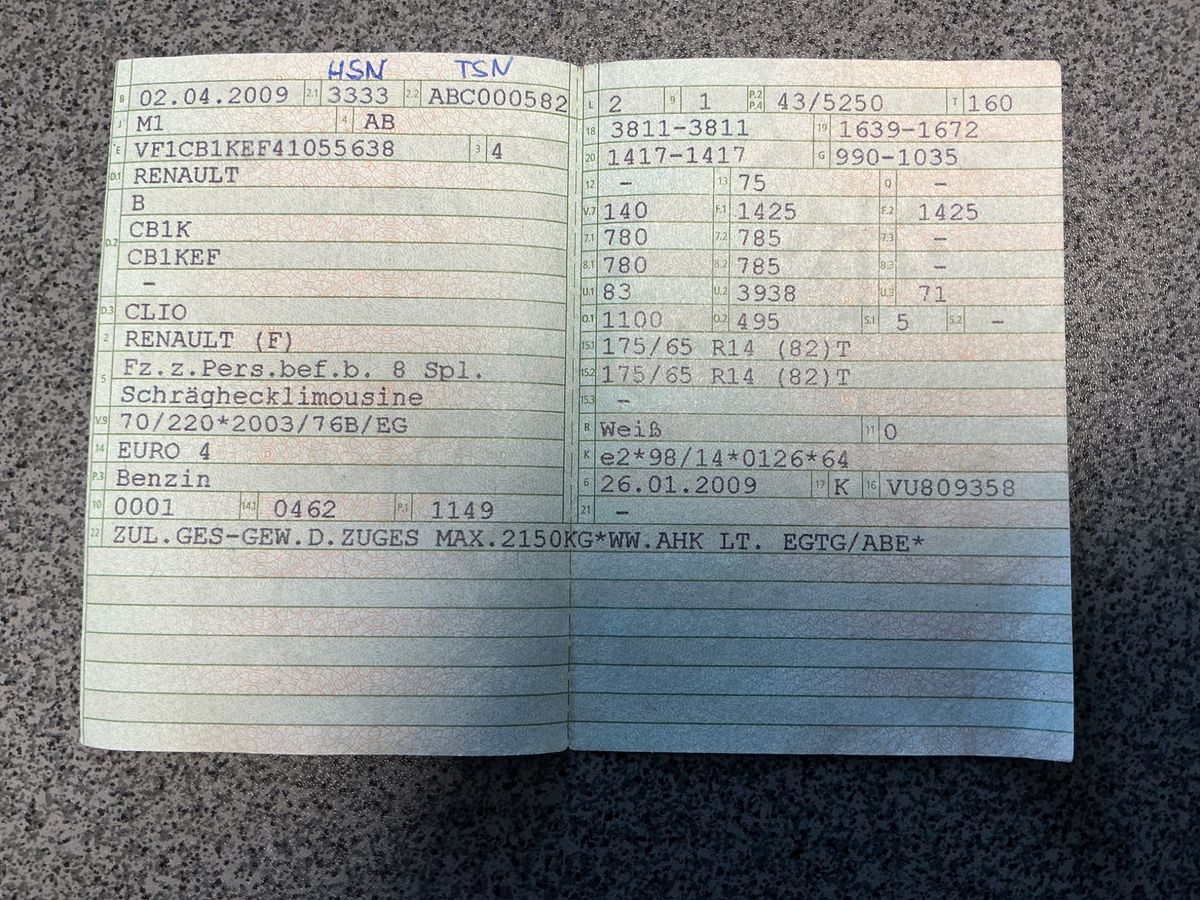 HSN TSN
B 02.04.2009 2.1 3333 2.2 ABC000582
J M1 4 AB
E VF1CB1KEF41055638 3 4
D.1 RENAULT
B
D.2 CB1K
CB1KEF
–
D.3 CLIO
2 RENAULT (F)
5 Fz.z.Pers.bef.b. 8 Spl.
Schräghecklimousine
V.9 70/220*2003/76B/EG
14 EURO 4
P.3 Benzin
10 0001 14.1 0462 P.1 1149
L 2 9 1 P.2 P.4 43/5250 T 160
18 3811-3811 19 1639-1672
20 1417-1417 G 990-1035
12 – 13 75 Q –
V.7 140 F.1 1425 F.2 1425
7.1 780 7.2 785 7.3 –
8.1 780 8.2 785 8.3 –
U.1 83 U.2 3938 U.3 71
O.1 1100 O.2 495 S.1 5 S.2 –
15.1 175/65 R14 (82)T
15.2 175/65 R14 (82)T
15.3 –
R Weiß 11 0
K e2*98/14*0126*64
6 26.01.2009 17 K 16 VU809358
21 –
22 ZUL.GES-GEW.D.ZUGES MAX.2150KG*WW.AHK LT. EGTG/ABE*